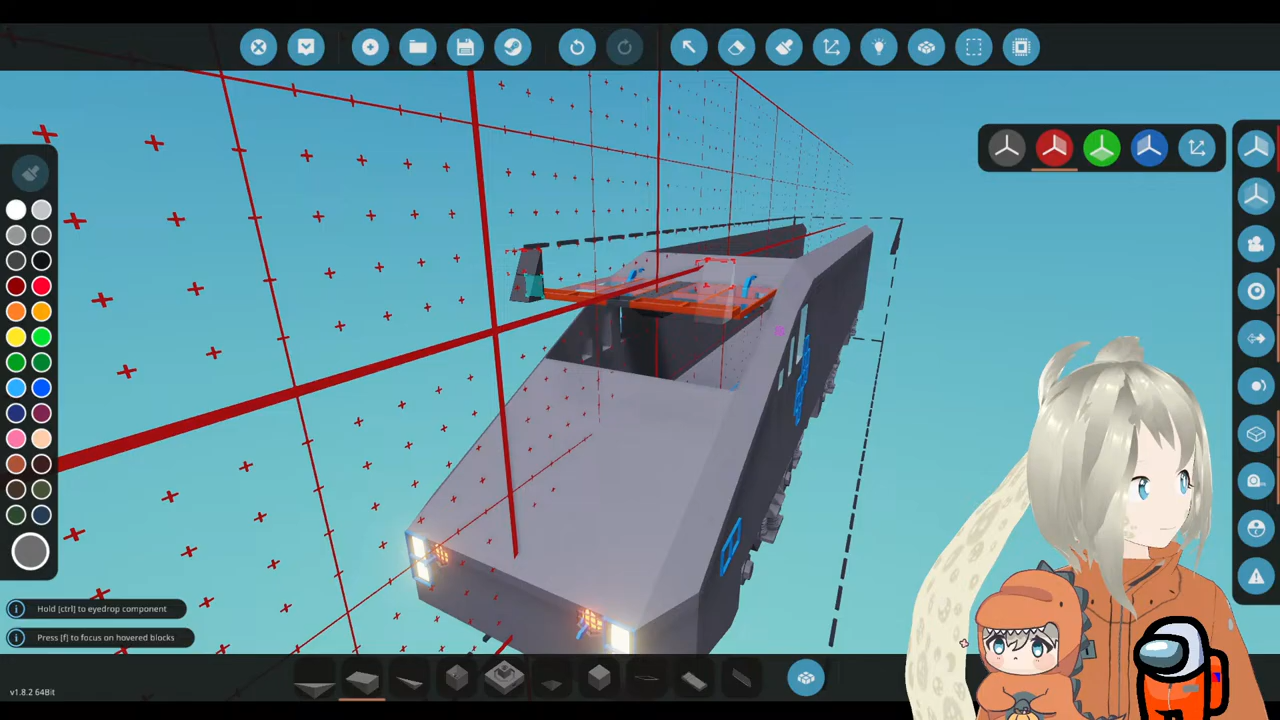 Hold [ctrl] to eyedrop component
Press [f] to focus on hovered blocks
v1.8.2 64Bit